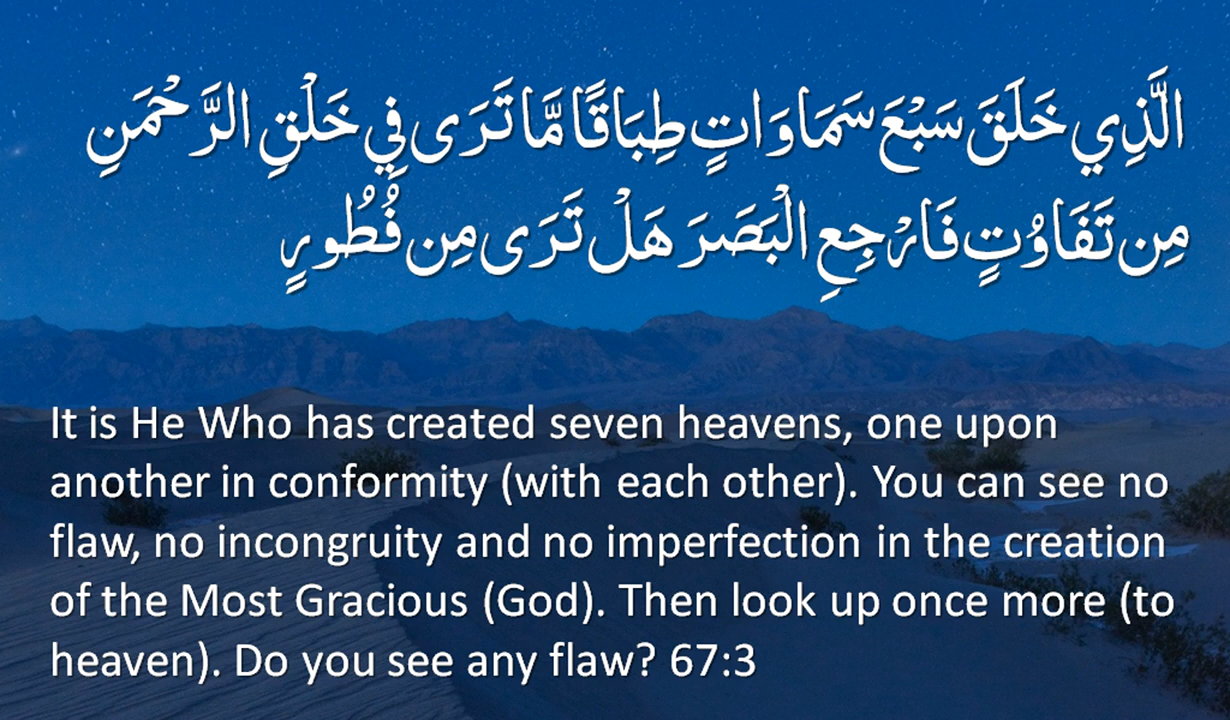 الَّذِي خَلَقَ سَبْعَ سَمَاوَاتٍ طِبَاقًا مَّا تَرَى فِي خَلْقِ الرَّحْمَنِ
مِن تَفَاوُتٍ فَارْجِعِ الْبَصَرَ هَلْ تَرَى مِن فُطُورٍ
It is He Who has created seven heavens, one upon
another in conformity (with each other). You can see no
flaw, no incongruity and no imperfection in the creation
of the Most Gracious (God). Then look up once more (to
heaven). Do you see any flaw? 67:3